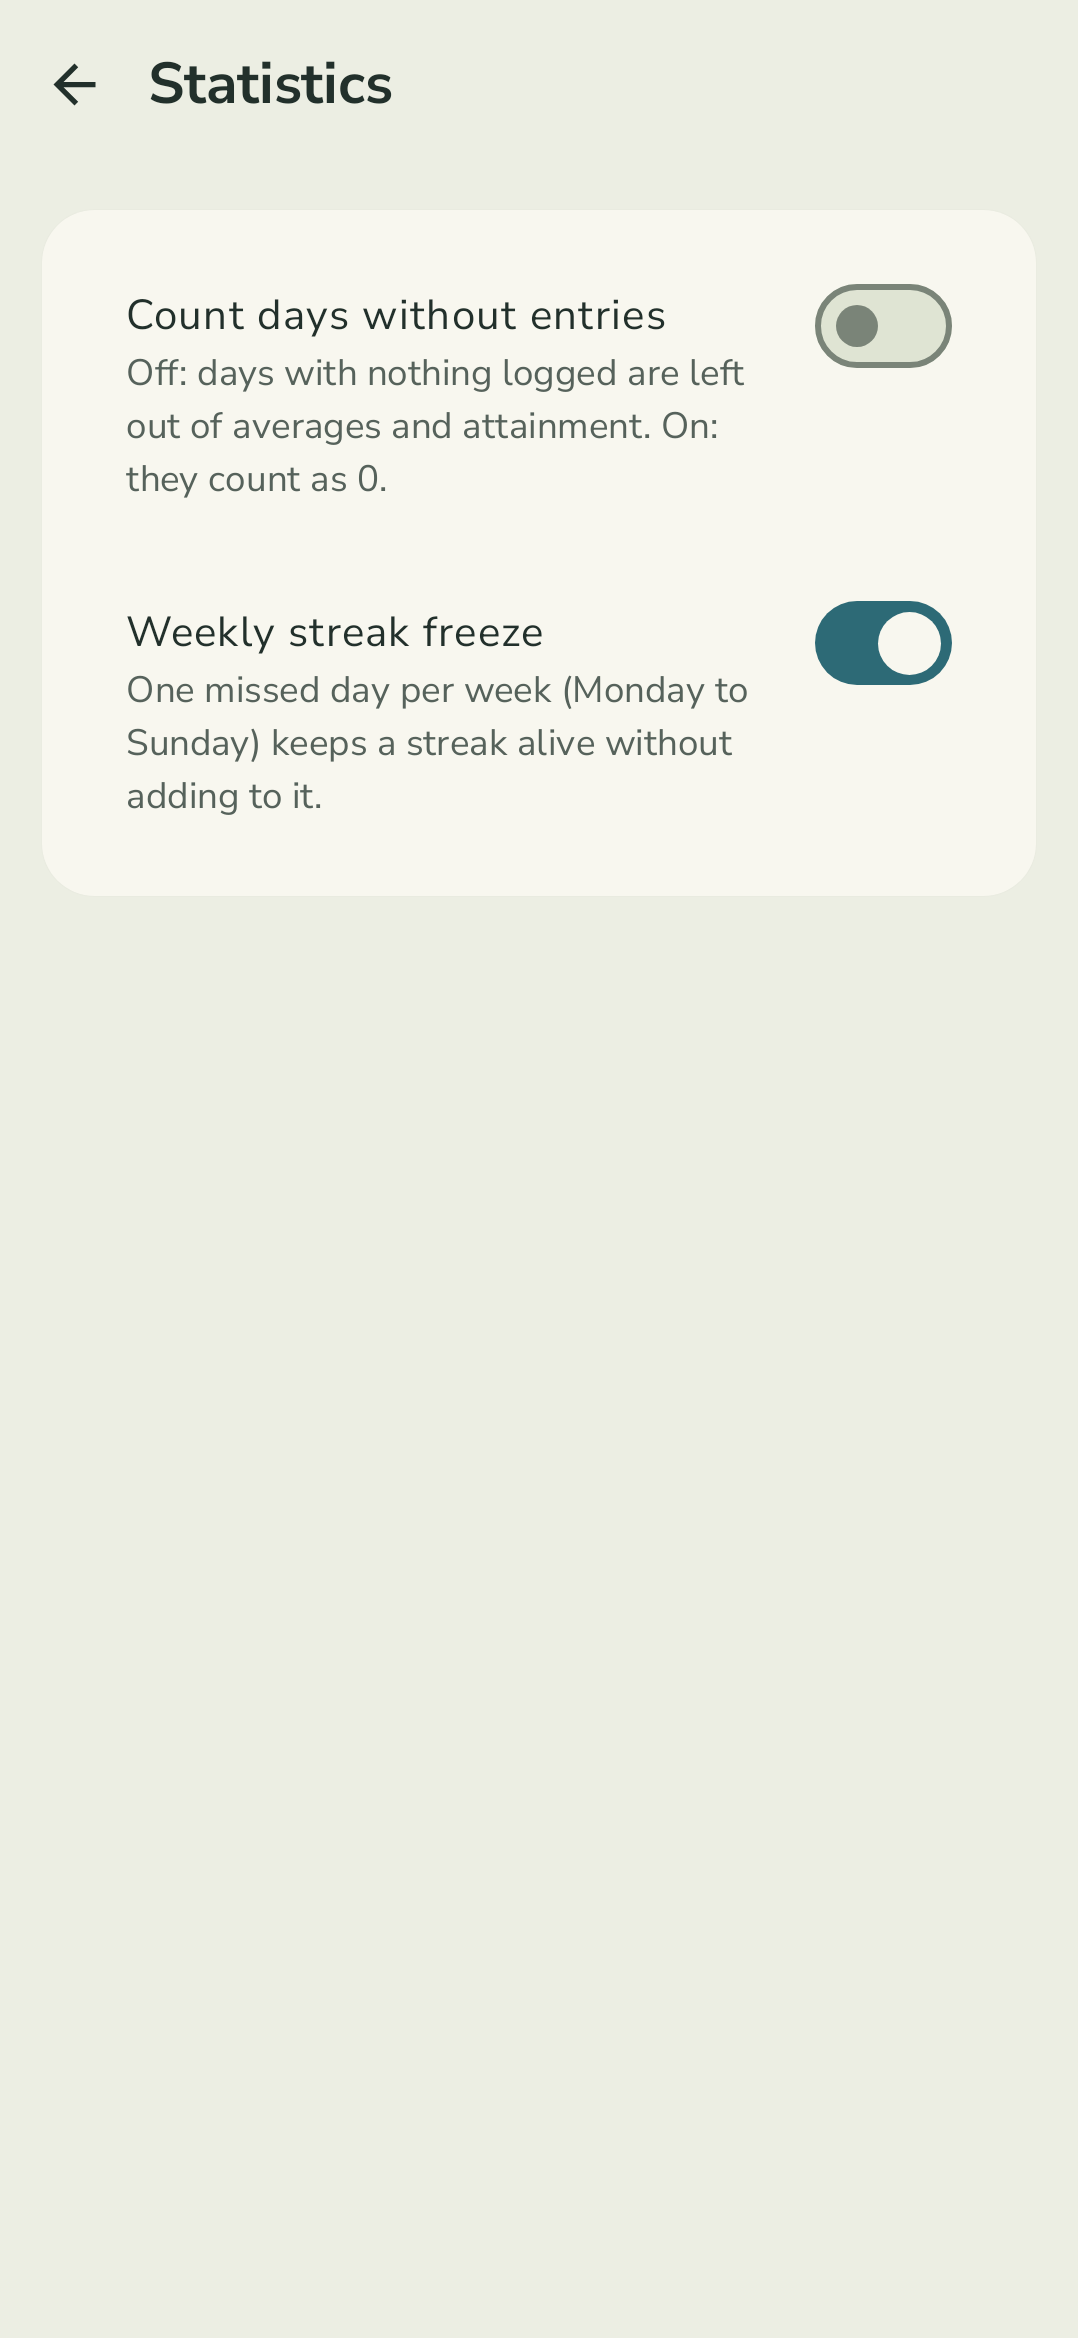 Statistics
Count days without entries
Off: days with nothing logged are left
out of averages and attainment. On:
they count as 0.
Weekly streak freeze
One missed day per week (Monday to
Sunday) keeps a streak alive without
adding to it.